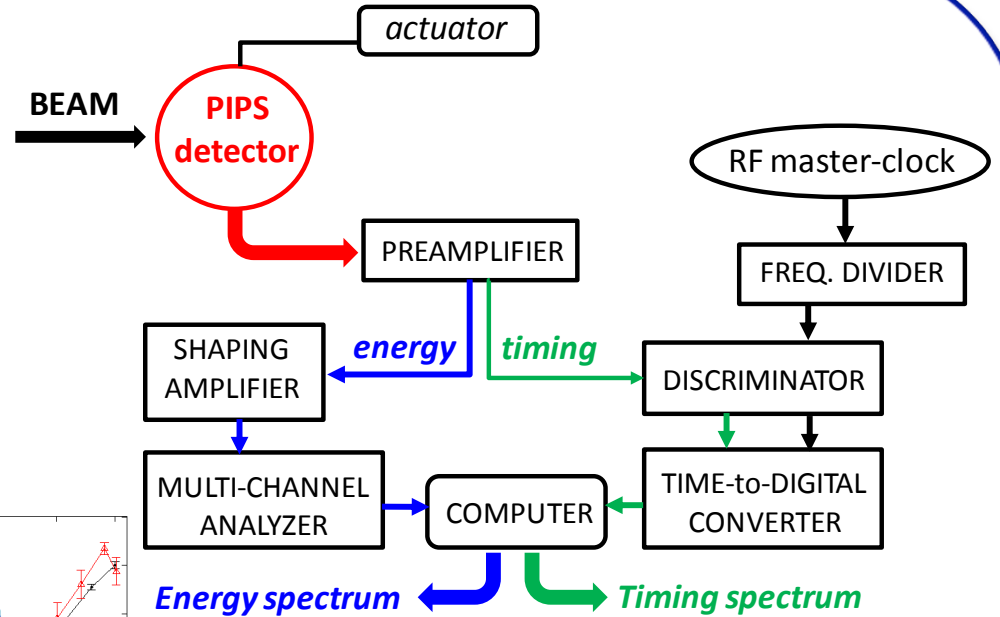 actuator
BEAM
PIPS
detector
RF master-clock
PREAMPLIFIER
FREQ. DIVIDER
SHAPING
AMPLIFIER
energy
timing
DISCRIMINATOR
MULTI-CHANNEL
ANALYZER
COMPUTER
TIME-to-DIGITAL
CONVERTER
Energy spectrum
Timing spectrum